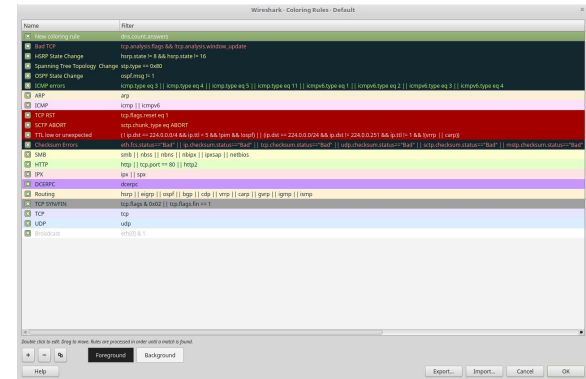 Wireshark · Coloring Rules · Default
Name Filter
New coloring rule dns.count.answers
Bad TCP tcp.analysis.flags && !tcp.analysis.window_update
HSRP State Change hsrp.state != 8 && hsrp.state != 16
Spanning Tree Topology Change stp.type == 0x80
OSPF State Change ospf.msg != 1
ICMP errors icmp.type eq 3 || icmp.type eq 4 || icmp.type eq 5 || icmp.type eq 11 || icmpv6.type eq 1 || icmpv6.type eq 2 || icmpv6.type eq 3 || icmpv6.type eq 4
ARP arp
ICMP icmp || icmpv6
TCP RST tcp.flags.reset eq 1
SCTP ABORT sctp.chunk_type eq ABORT
TTL low or unexpected (! ip.dst == 224.0.0.0/4 && ip.ttl < 5 && !pim && !ospf) || (ip.dst == 224.0.0.0/24 && ip.dst != 224.0.0.251 && ip.ttl != 1 && !(vrrp || carp))
Checksum Errors eth.fcs.status=="Bad" || ip.checksum.status=="Bad" || tcp.checksum.status=="Bad" || udp.checksum.status=="Bad" || sctp.checksum.status=="Bad" || mstp.checksum.status=="Bad"
SMB smb || nbss || nbns || nbipx || ipxsap || netbios
HTTP http || tcp.port == 80 || http2
IPX ipx || spx
DCERPC dcerpc
Routing hsrp || eigrp || ospf || bgp || cdp || vrrp || carp || gvrp || igmp || ismp
TCP SYN/FIN tcp.flags & 0x02 || tcp.flags.fin == 1
TCP tcp
UDP udp
Broadcast eth[0] & 1
Double click to edit. Drag to move. Rules are processed in order until a match is found.
Foreground Background
Help Export... Import... Cancel OK